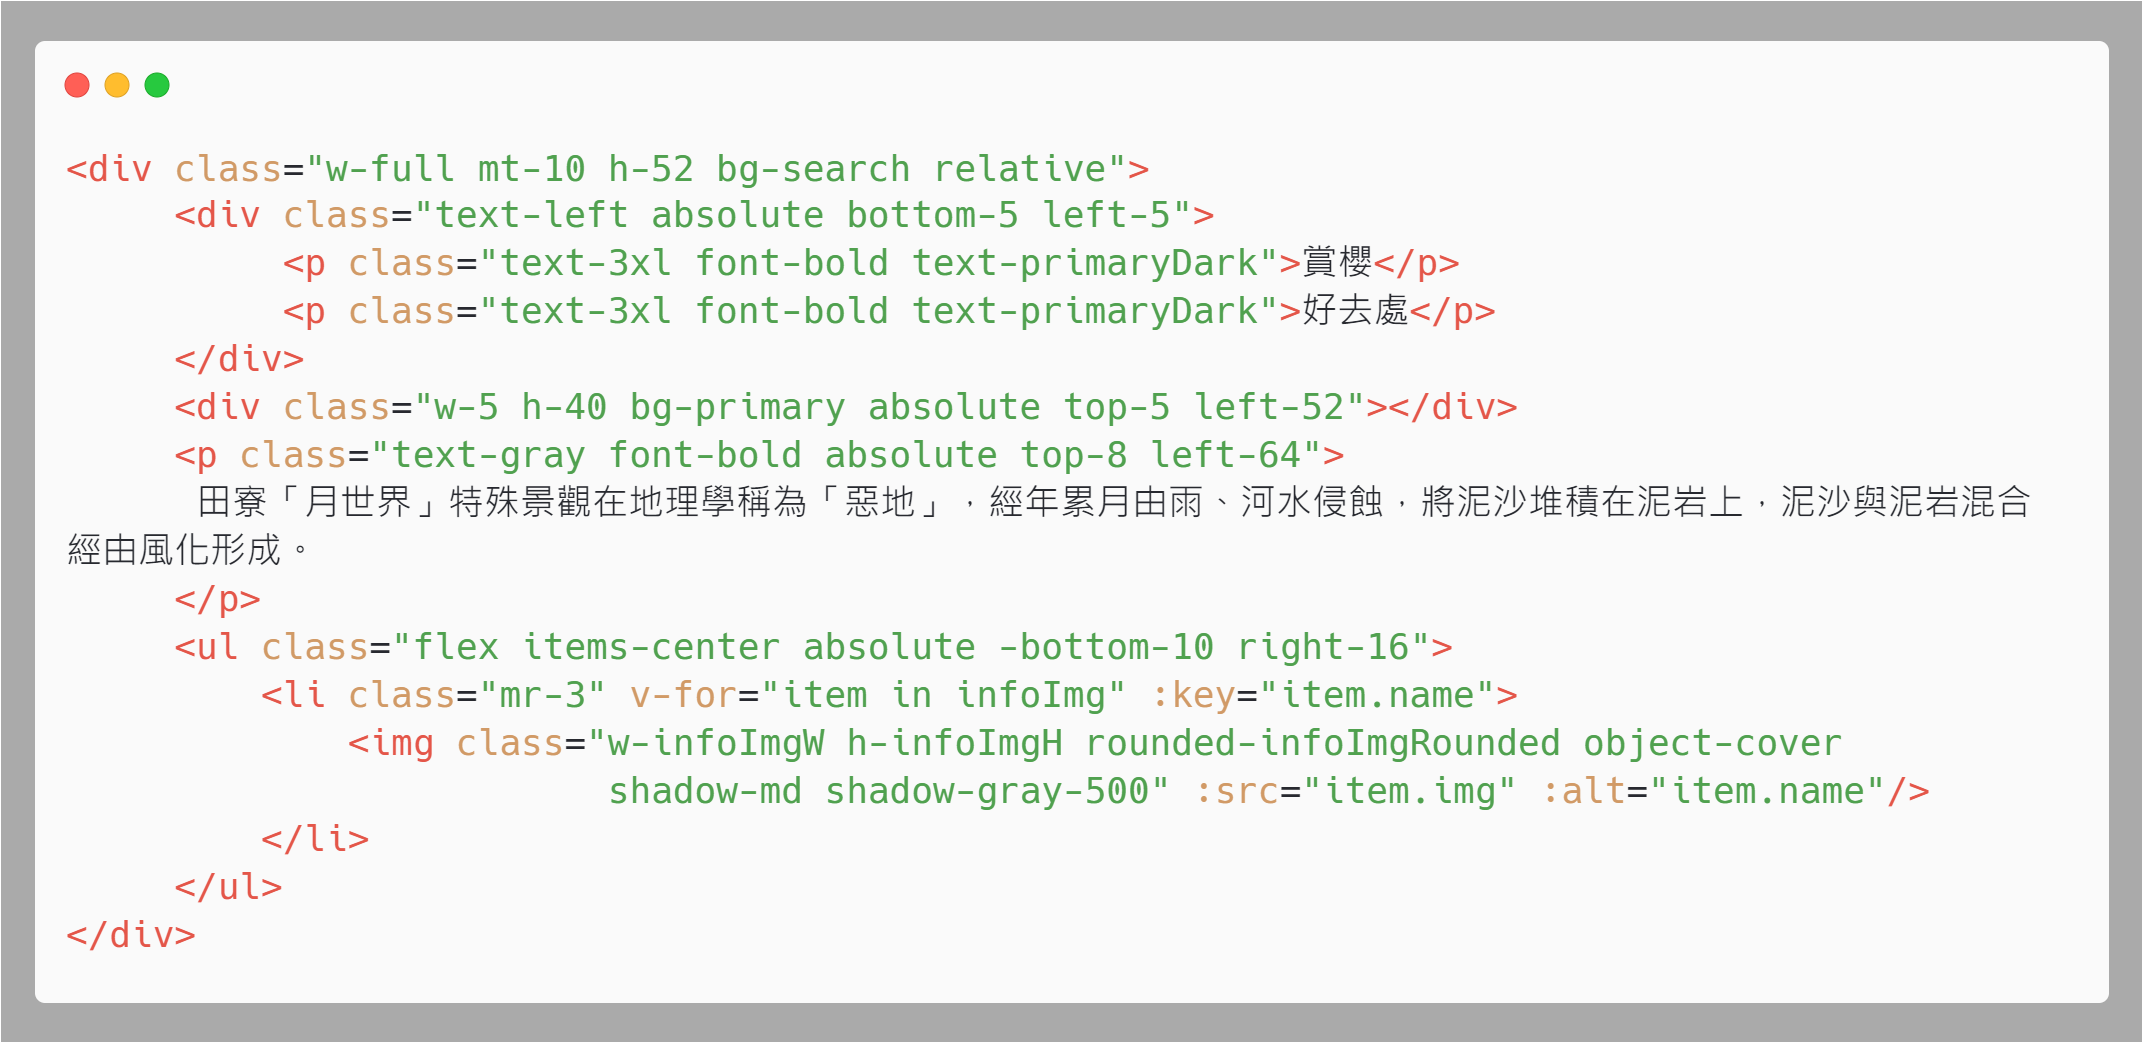 <div class="w-full mt-10 h-52 bg-search relative">
     <div class="text-left absolute bottom-5 left-5">
          <p class="text-3xl font-bold text-primaryDark">賞櫻</p>
          <p class="text-3xl font-bold text-primaryDark">好去處</p>
     </div>
     <div class="w-5 h-40 bg-primary absolute top-5 left-52"></div>
     <p class="text-gray font-bold absolute top-8 left-64">
      田寮「月世界」特殊景觀在地理學稱為「惡地」，經年累月由雨、河水侵蝕，將泥沙堆積在泥岩上，泥沙與泥岩混合
經由風化形成。
     </p>
     <ul class="flex items-center absolute -bottom-10 right-16">
         <li class="mr-3" v-for="item in infoImg" :key="item.name">
             <img class="w-infoImgW h-infoImgH rounded-infoImgRounded object-cover
                         shadow-md shadow-gray-500" :src="item.img" :alt="item.name"/>
         </li>
     </ul>
</div>